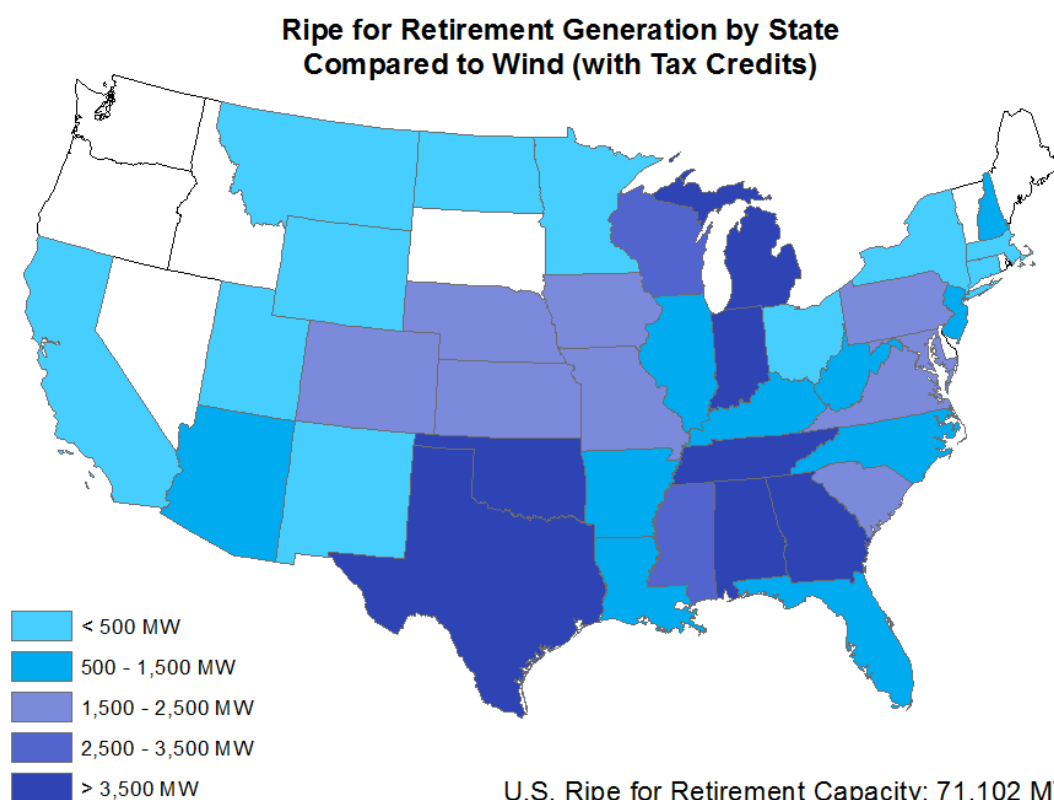 Ripe for Retirement Generation by State
Compared to Wind (with Tax Credits)
< 500 MW
500 - 1,500 MW
1,500 - 2,500 MW
2,500 - 3,500 MW
> 3,500 MW
U.S. Ripe for Retirement Capacity: 71,102 MW